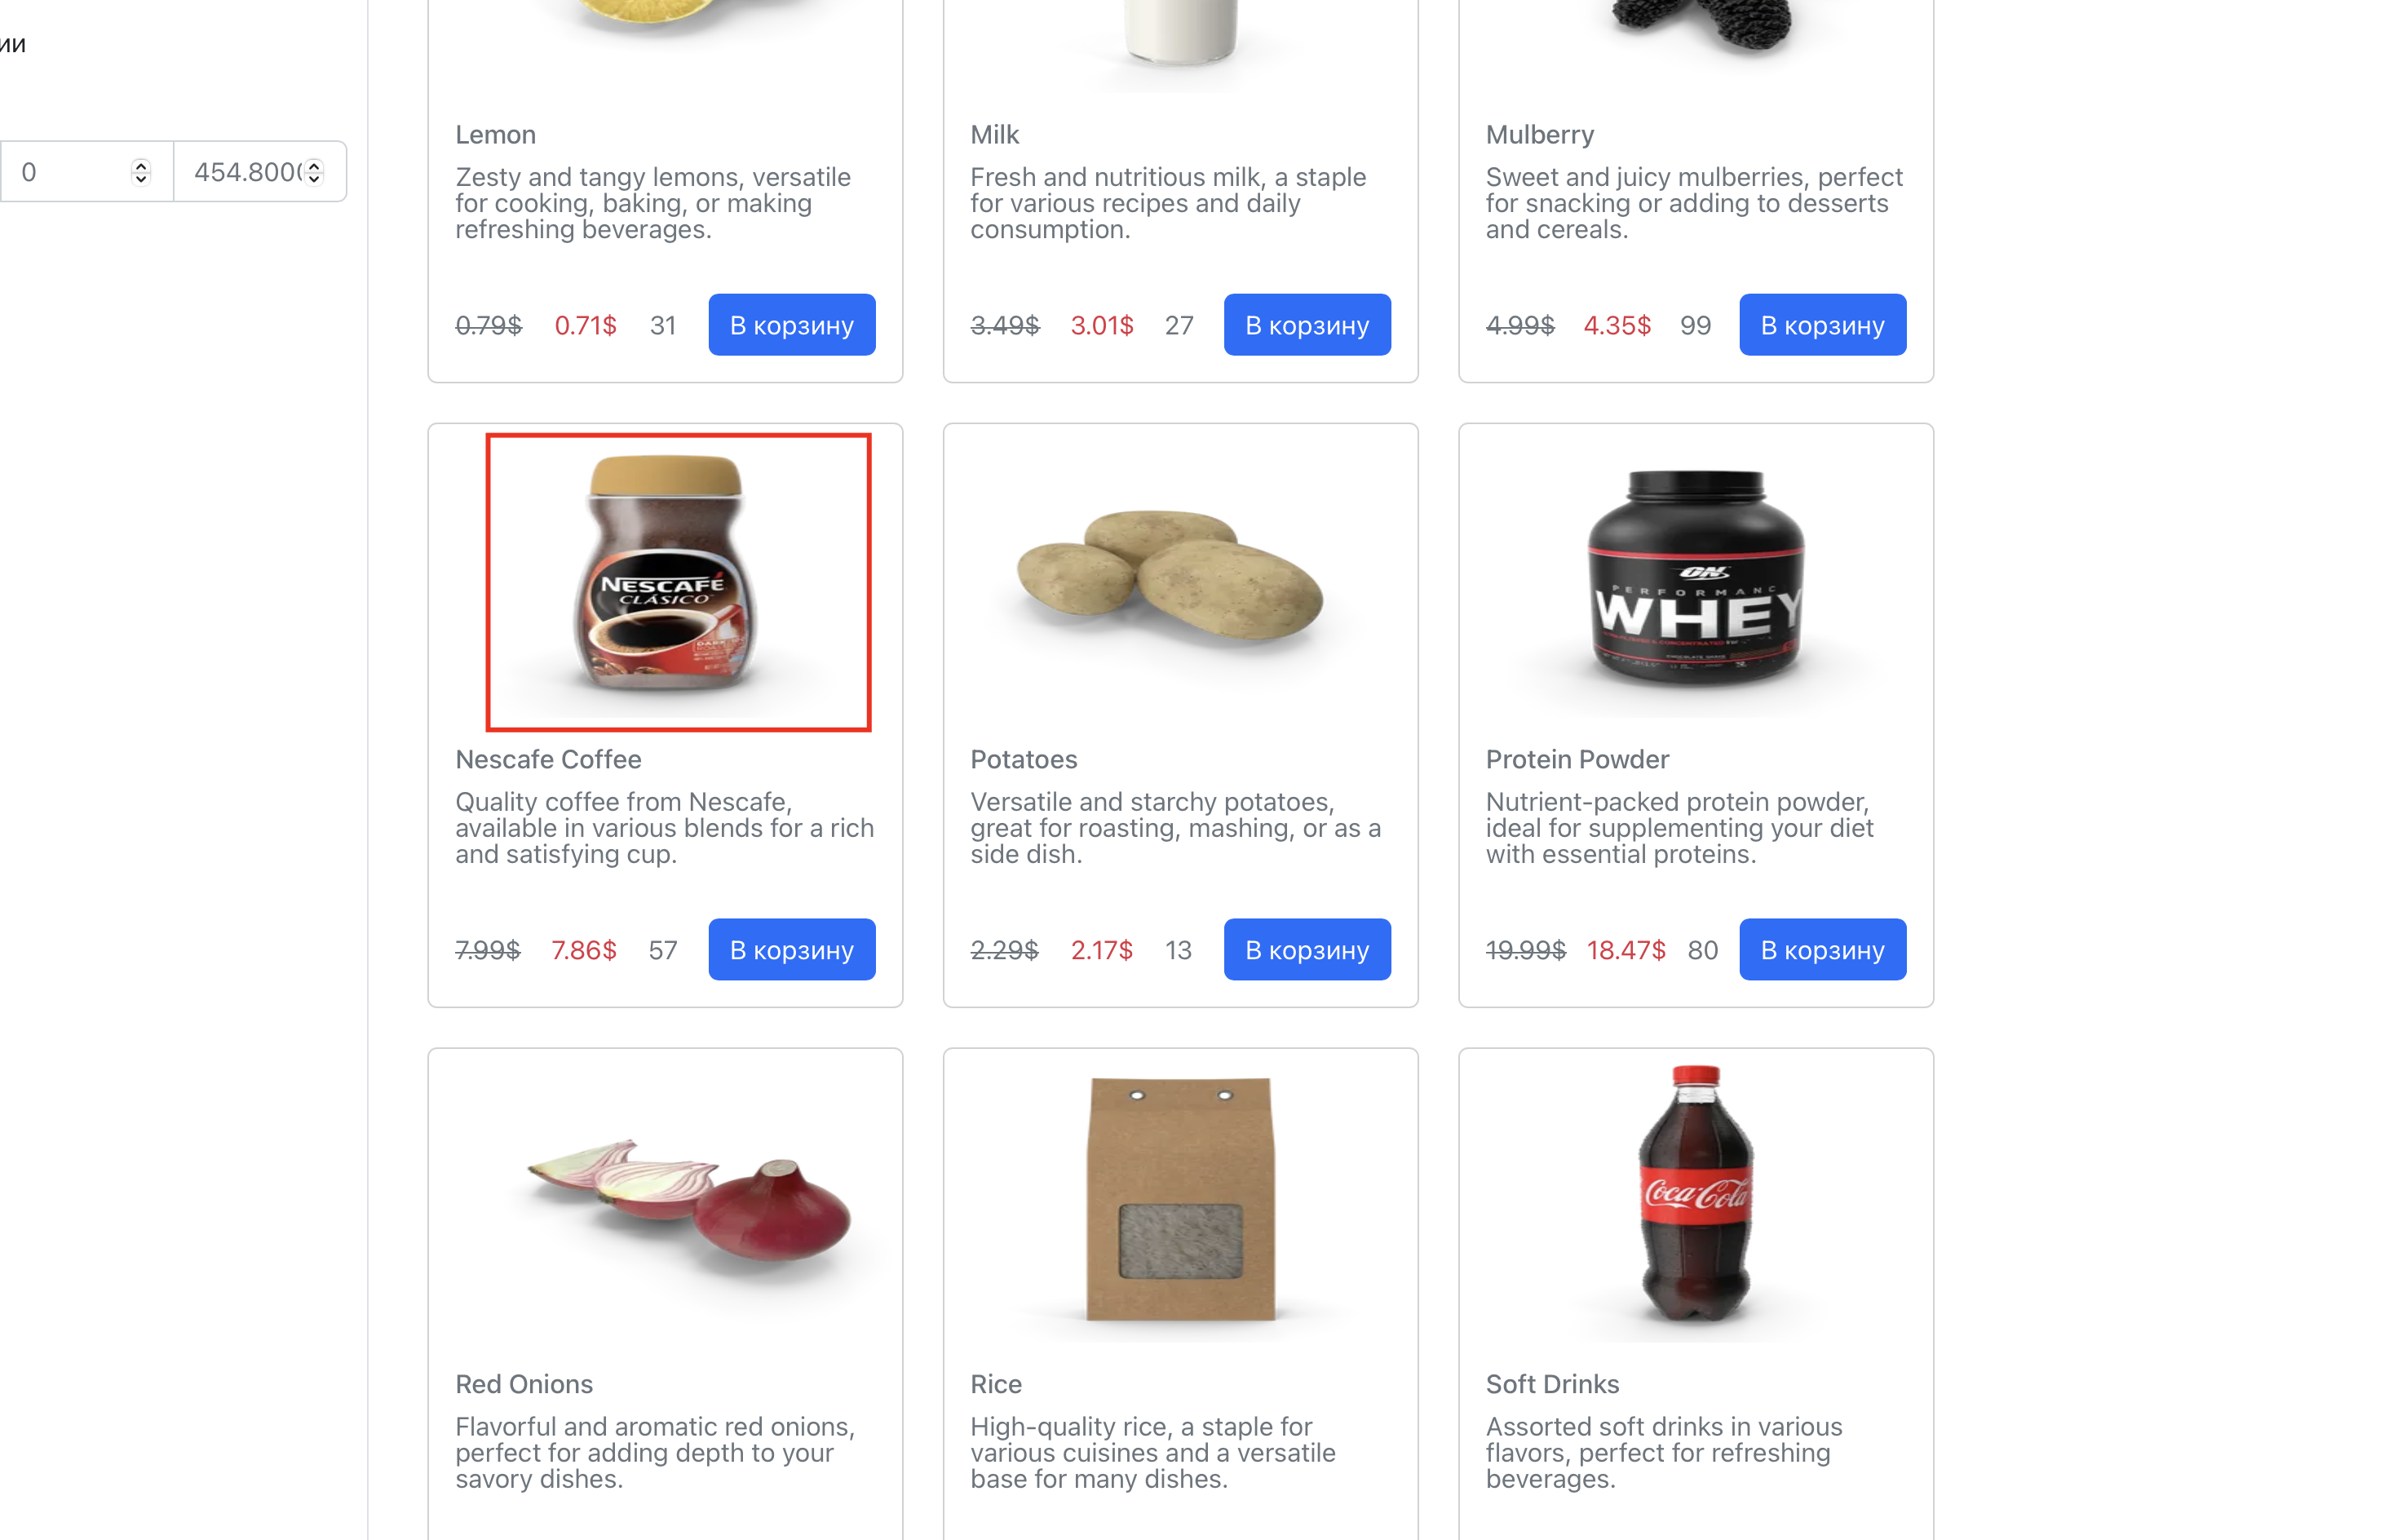 ии
0
454.800
Lemon
Zesty and tangy lemons, versatile
for cooking, baking, or making
refreshing beverages.
0.79$ 0.71$ 31 В корзину
Milk
Fresh and nutritious milk, a staple
for various recipes and daily
consumption.
3.49$ 3.01$ 27 В корзину
Mulberry
Sweet and juicy mulberries, perfect
for snacking or adding to desserts
and cereals.
4.99$ 4.35$ 99 В корзину
NESCAFÉ
CLÁSICO
Nescafe Coffee
Quality coffee from Nescafe,
available in various blends for a rich
and satisfying cup.
7.99$ 7.86$ 57 В корзину
Potatoes
Versatile and starchy potatoes,
great for roasting, mashing, or as a
side dish.
2.29$ 2.17$ 13 В корзину
ON
PERFORMANC
WHEY
Protein Powder
Nutrient-packed protein powder,
ideal for supplementing your diet
with essential proteins.
19.99$ 18.47$ 80 В корзину
Red Onions
Flavorful and aromatic red onions,
perfect for adding depth to your
savory dishes.
Rice
High-quality rice, a staple for
various cuisines and a versatile
base for many dishes.
Coca-Cola
Soft Drinks
Assorted soft drinks in various
flavors, perfect for refreshing
beverages.